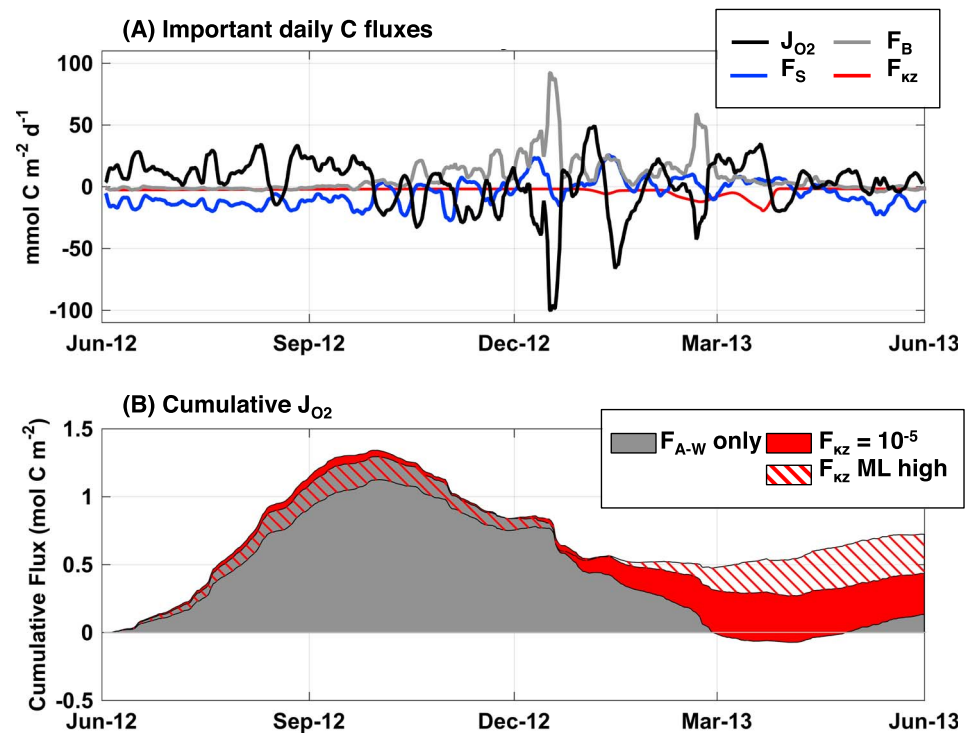 (A) Important daily C fluxes
J_O2 F_B
F_S F_κz
mmol C m⁻² d⁻¹
100
50
0
-50
-100
Jun-12 Sep-12 Dec-12 Mar-13 Jun-13
(B) Cumulative J_O2
F_A-W only F_κz = 10⁻⁵
F_κz ML high
Cumulative Flux (mol C m⁻²)
1.5
1
0.5
0
-0.5
Jun-12 Sep-12 Dec-12 Mar-13 Jun-13